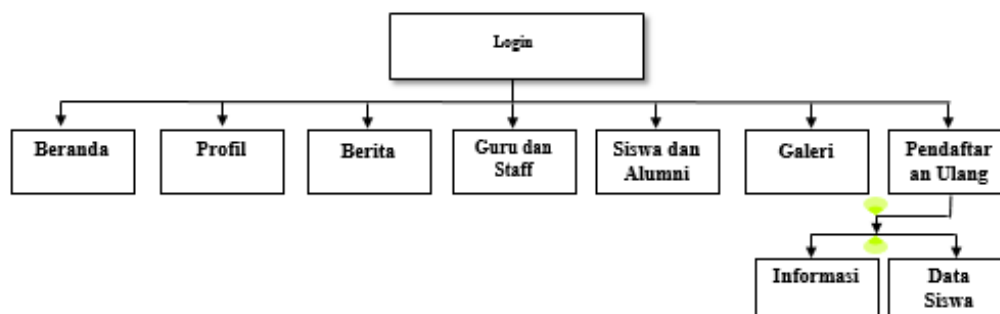 Login
Beranda
Profil
Berita
Guru dan
Staff
Siswa dan
Alumni
Galeri
Pendaftar
an Ulang
Informasi
Data
Siswa